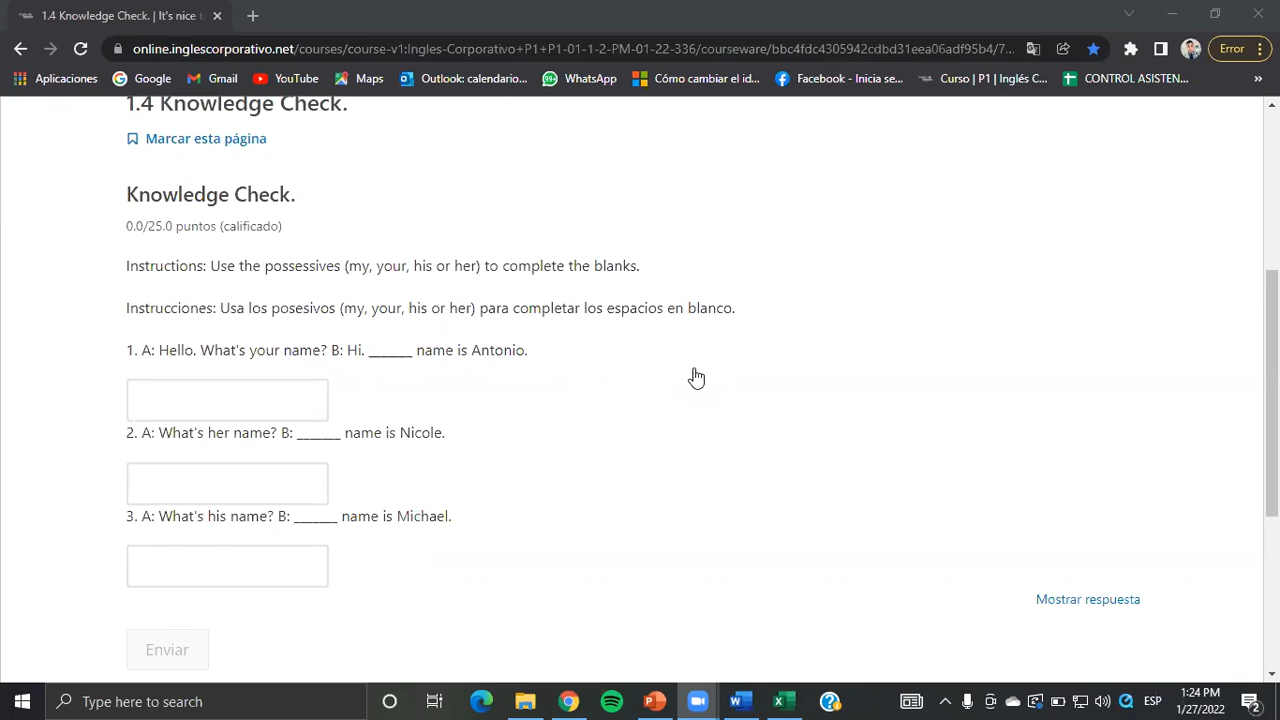 1.4 Knowledge Check. | It's nice t
online.inglescorporativo.net/courses/course-v1:Ingles-Corporativo+P1+P1-01-1-2-PM-01-22-336/courseware/bbc4fdc4305942cdbd31eea06adf95b4/7...
Error
Aplicaciones Google Gmail YouTube Maps Outlook: calendario... 99+ WhatsApp Cómo cambiar el id... Facebook - Inicia se... Curso | P1 | Inglés C... CONTROL ASISTEN... »
1.4 Knowledge Check.
Marcar esta página
Knowledge Check.
0.0/25.0 puntos (calificado)
Instructions: Use the possessives (my, your, his or her) to complete the blanks.
Instrucciones: Usa los posesivos (my, your, his or her) para completar los espacios en blanco.
1. A: Hello. What's your name? B: Hi. _______ name is Antonio.
2. A: What's her name? B: _______ name is Nicole.
3. A: What's his name? B: _______ name is Michael.
Mostrar respuesta
Enviar
Type here to search
ESP
1:24 PM
1/27/2022
2